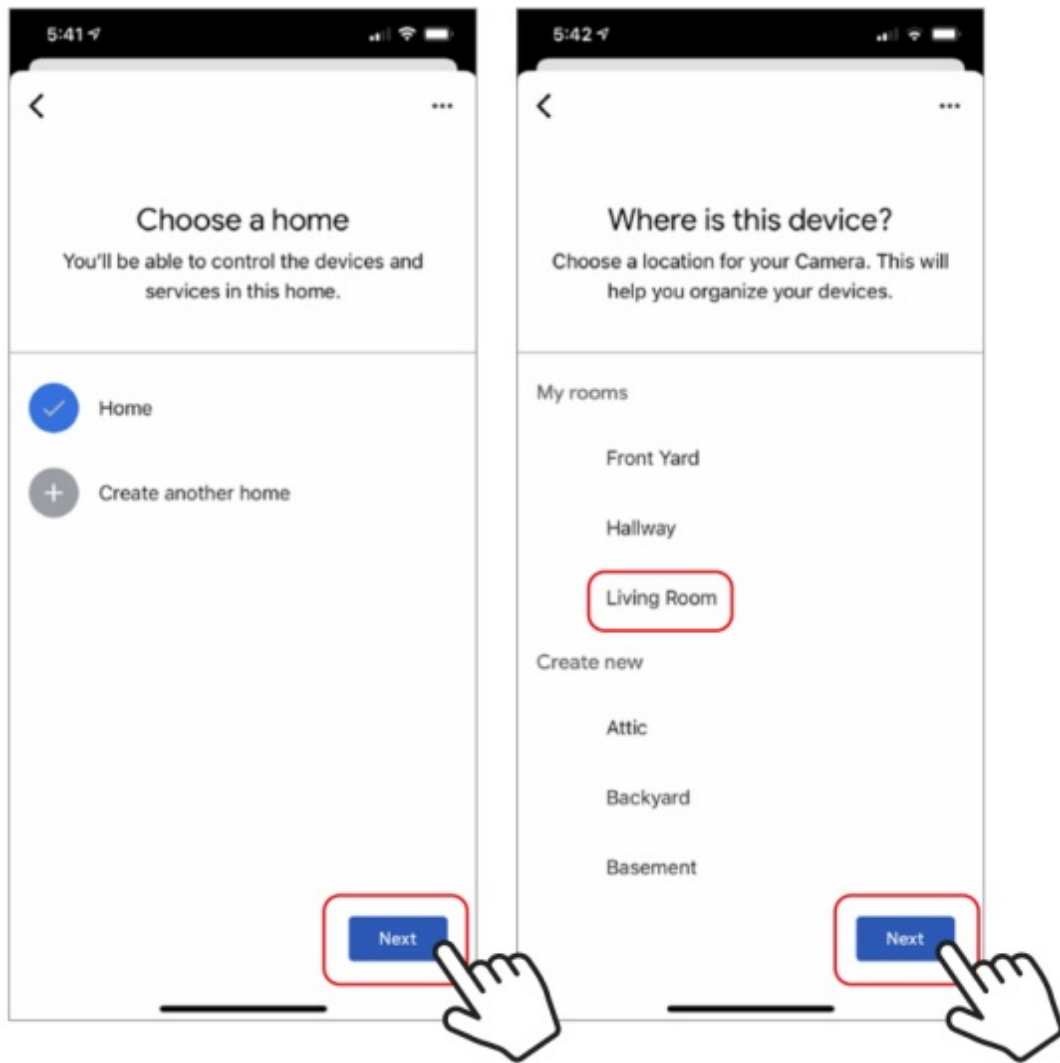 5:41
Choose a home
You'll be able to control the devices and
services in this home.
Home
Create another home
Next
5:42
Where is this device?
Choose a location for your Camera. This will
help you organize your devices.
My rooms
Front Yard
Hallway
Living Room
Create new
Attic
Backyard
Basement
Next